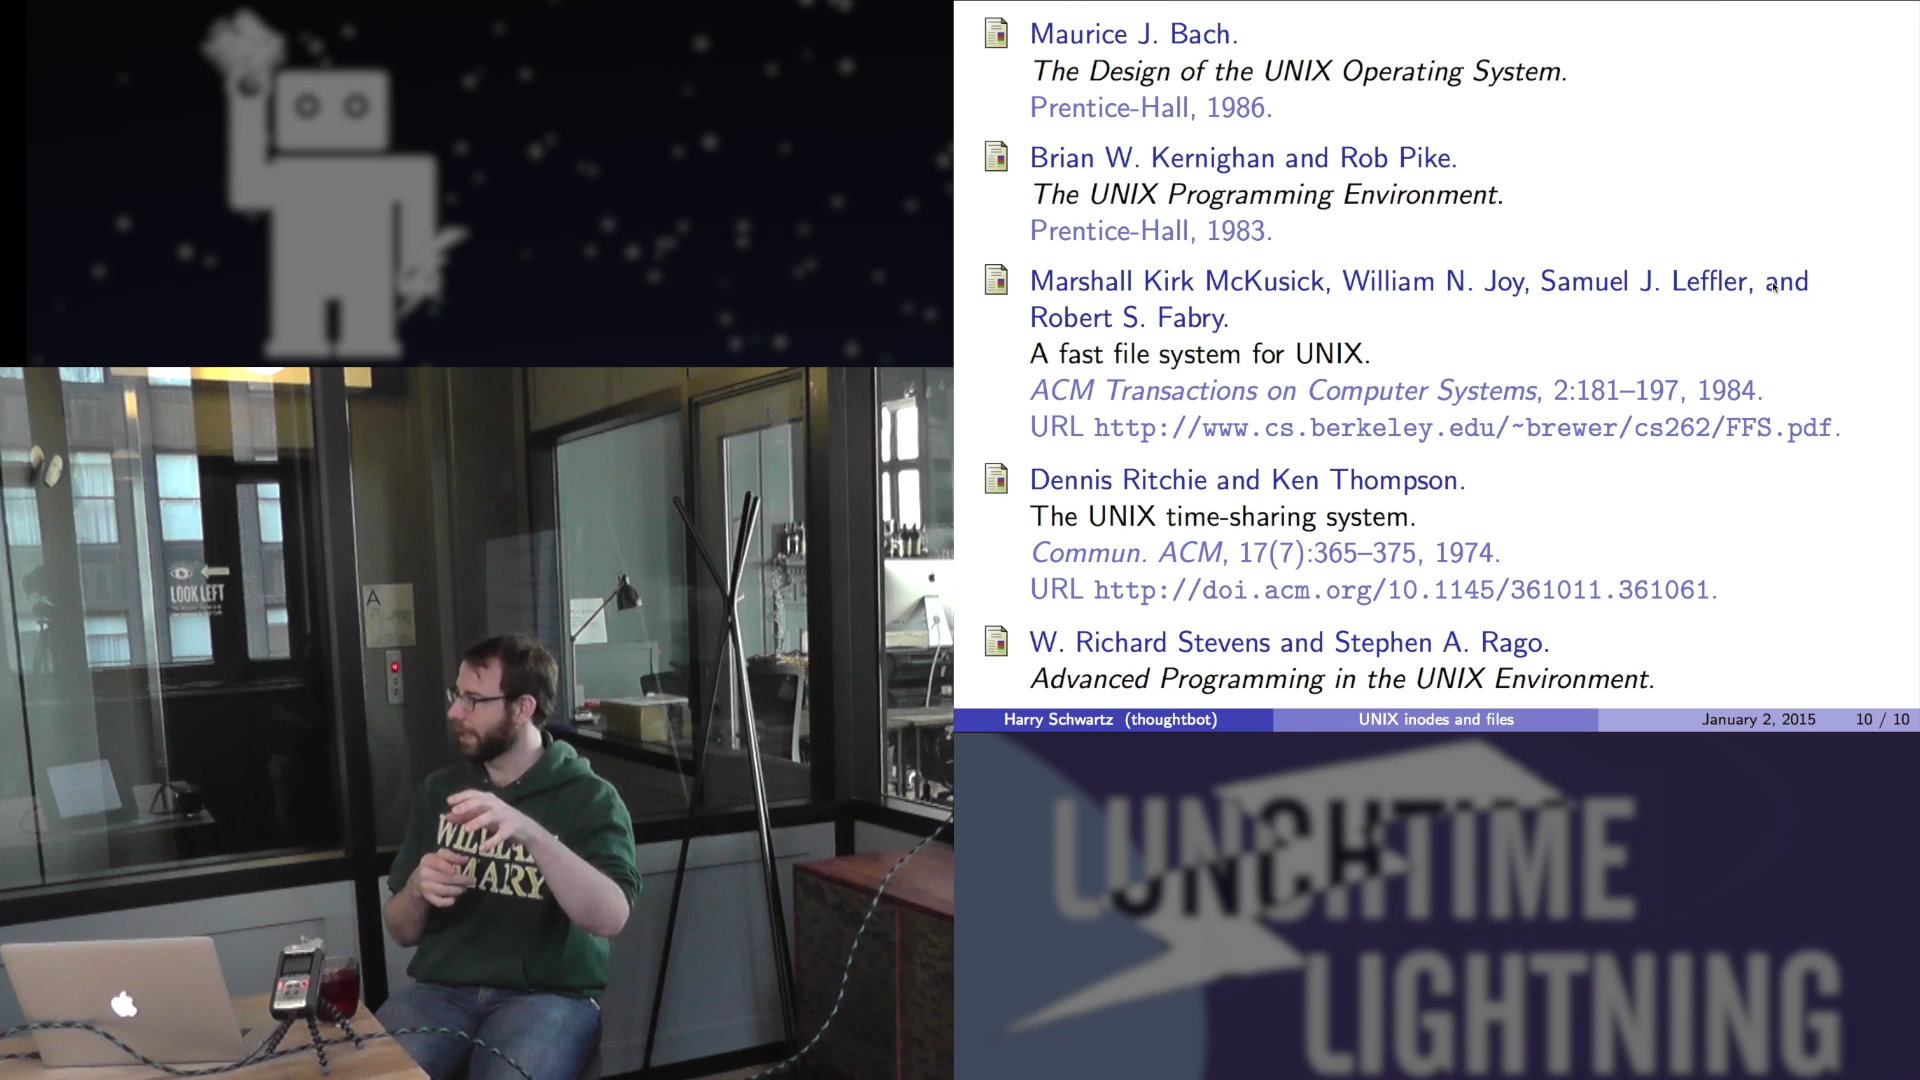 Maurice J. Bach.
The Design of the UNIX Operating System.
Prentice-Hall, 1986.
Brian W. Kernighan and Rob Pike.
The UNIX Programming Environment.
Prentice-Hall, 1983.
Marshall Kirk McKusick, William N. Joy, Samuel J. Leffler, and
Robert S. Fabry.
A fast file system for UNIX.
ACM Transactions on Computer Systems, 2:181–197, 1984.
URL http://www.cs.berkeley.edu/~brewer/cs262/FFS.pdf.
Dennis Ritchie and Ken Thompson.
The UNIX time-sharing system.
Commun. ACM, 17(7):365–375, 1974.
URL http://doi.acm.org/10.1145/361011.361061.
W. Richard Stevens and Stephen A. Rago.
Advanced Programming in the UNIX Environment.
Harry Schwartz (thoughtbot)
UNIX inodes and files
January 2, 2015
10 / 10
LOOK LEFT
A
MARY
LUNCHTIME
LIGHTNING